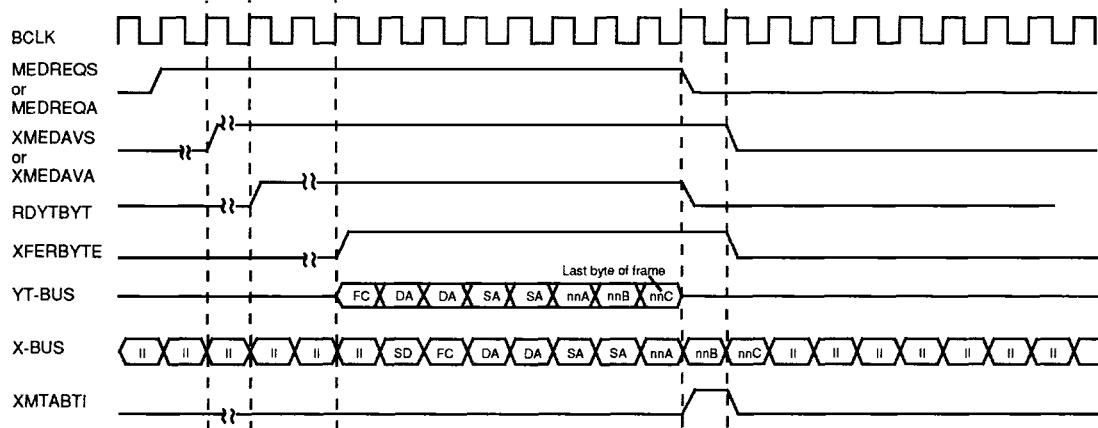 BCLK
MEDREQS
or
MEDREQA
XMEDAVS
or
XMEDAVA
RDYTBYT
XFERBYTE
Last byte of frame
YT-BUS FC DA DA SA SA nnA nnB nnC
X-BUS II II II II II II SD FC DA DA SA SA nnA nnB nnC II II II II II II II
XMTABTI